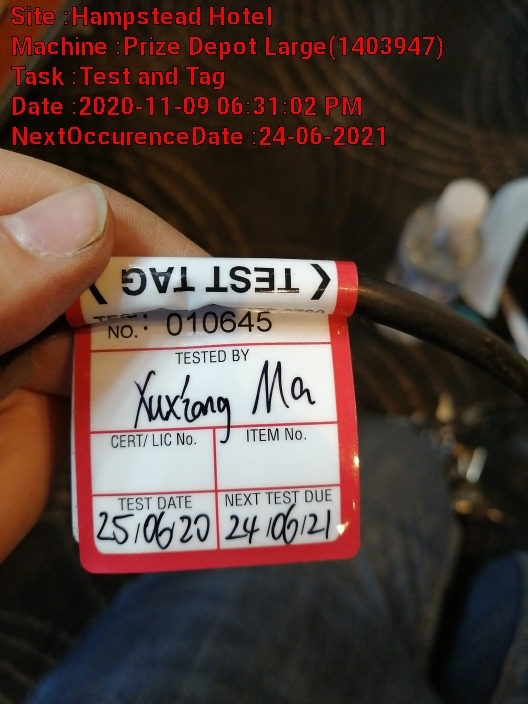 Site :Hampstead Hotel
Machine :Prize Depot Large(1403947)
Task :Test and Tag
Date :2020-11-09 06:31:02 PM
NextOccurenceDate :24-06-2021
TEST TAG
NO.: 010645
TESTED BY
Xuxiang Ma
CERT/ LIC No. ITEM No.
TEST DATE NEXT TEST DUE
25/06/20 24/06/21